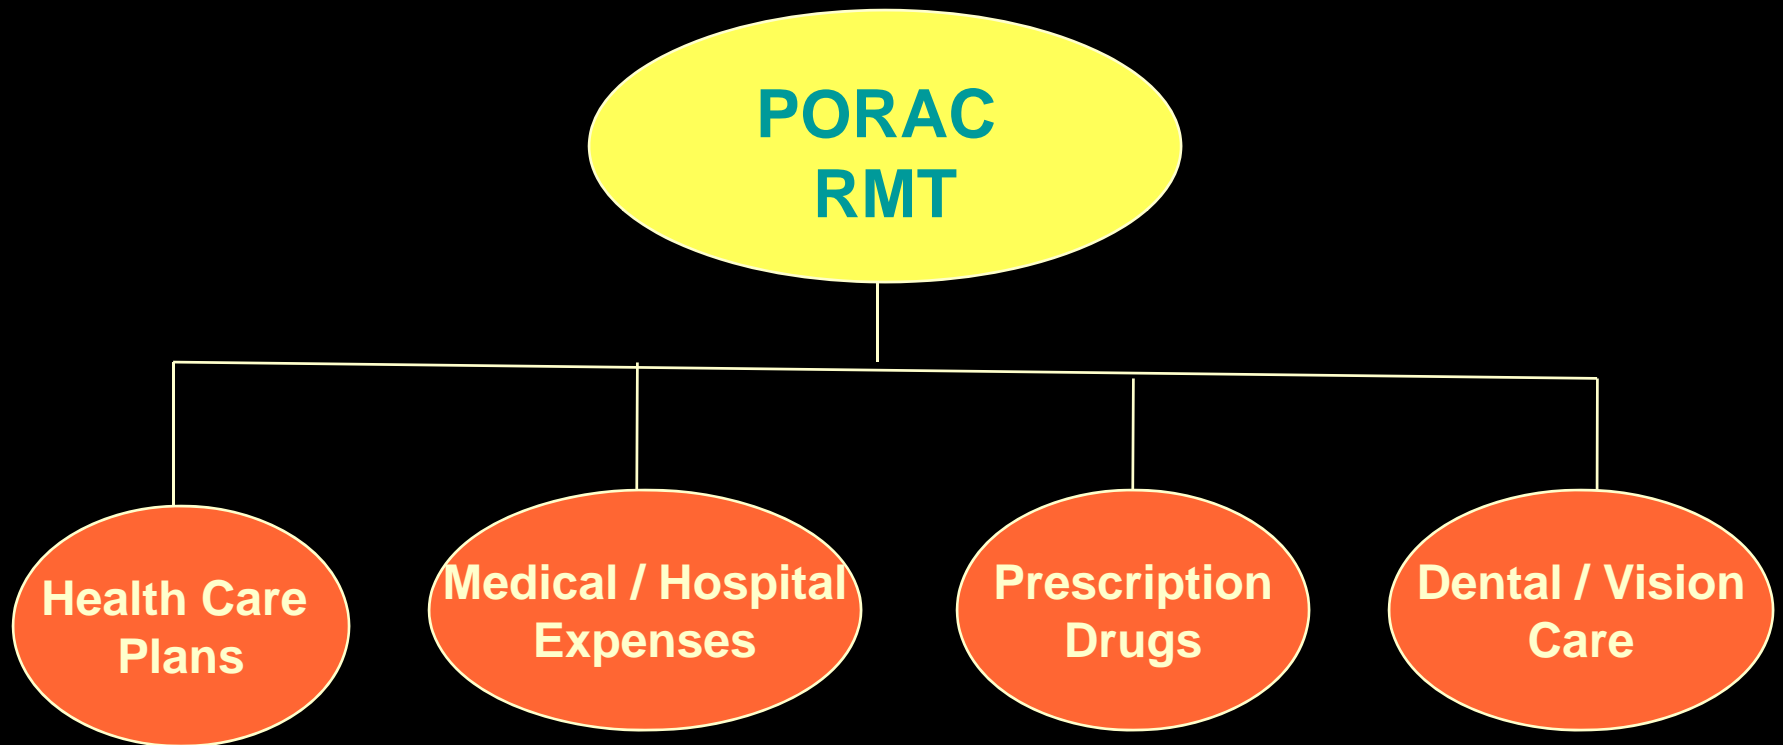 PORAC
RMT
Health Care
Plans
Medical / Hospital
Expenses
Prescription
Drugs
Dental / Vision
Care